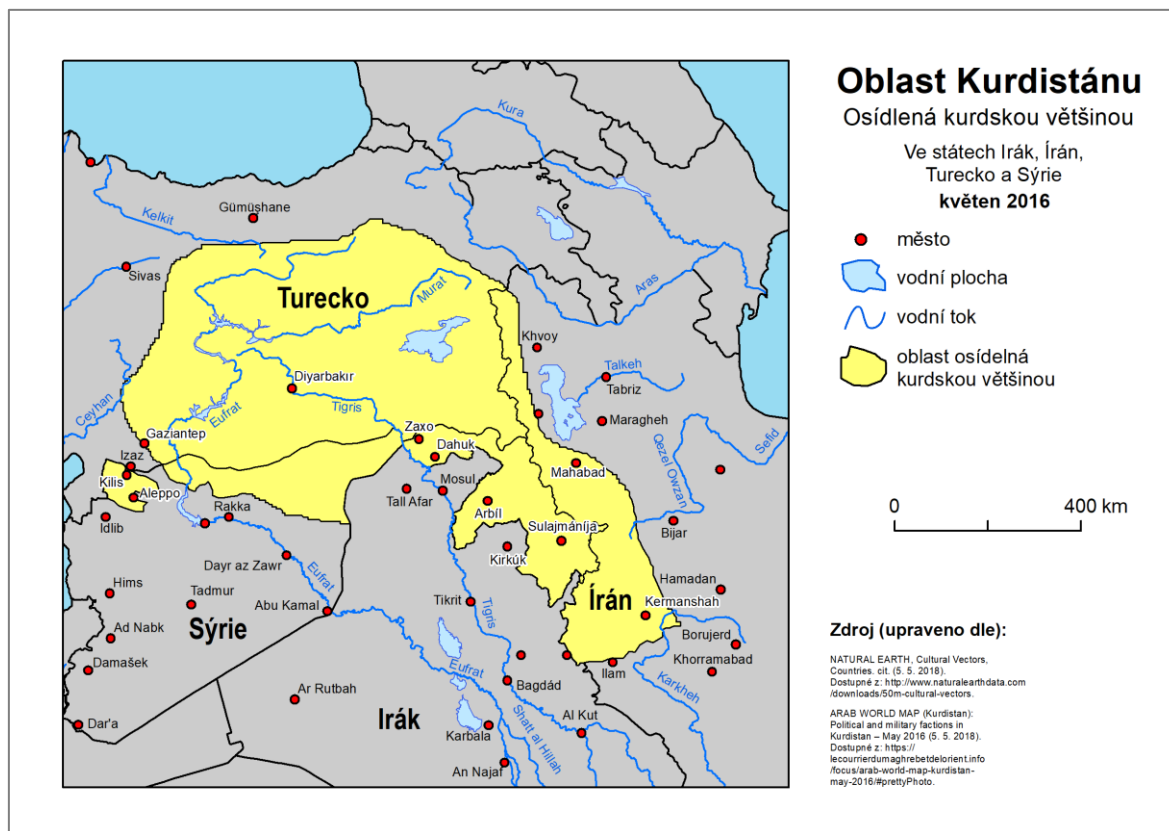 Oblast Kurdistánu
Osídlená kurdskou většinou
Ve státech Irák, Írán,
Turecko a Sýrie
květen 2016
město
vodní plocha
vodní tok
oblast osídelná
kurdskou většinou
0
400 km
Zdroj (upraveno dle):
NATURAL EARTH, Cultural Vectors,
Countries. cit. (5. 5. 2018).
Dostupné z: http://www.naturalearthdata.com
/downloads/50m-cultural-vectors.
ARAB WORLD MAP (Kurdistan):
Political and military factions in
Kurdistan – May 2016 (5. 5. 2018).
Dostupné z: https://
lecourrierdumaghrebetdelorient.info
/focus/arab-world-map-kurdistan-
may-2016/#prettyPhoto.
Kura
Gümüshane
Kelkit
Sivas
Turecko
Murat
Aras
Khvoy
Talkeh
Tabriz
Ceyhan
Diyarbakır
Eufrat
Tigris
Maragheh
Gaziantep
Zaxo
Qezel Owzan
Sefid
Izaz
Dahuk
Mahabad
Kilis
Aleppo
Tall Afar
Mosul
Idlib
Rakka
Arbíl
Sulajmáníja
Bijar
Kirkúk
Dayr az Zawr
Eufrat
Hims
Tadmur
Abu Kamal
Tikrit
Tigris
Írán
Hamadan
Kermanshah
Sýrie
Ad Nabk
Borujerd
Damašek
Eufrat
Ilam
Khorramabad
Ar Rutbah
Bagdád
Karkheh
Irák
Shatt al Hillah
Dar'a
Karbala
Al Kut
An Najaf